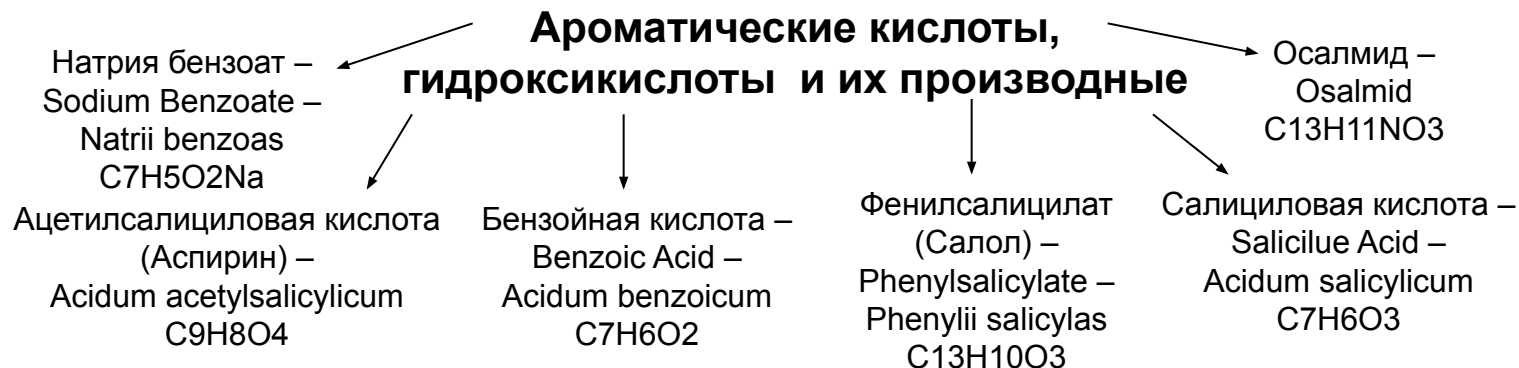 Ароматические кислоты,
гидроксикислоты и их производные
Натрия бензоат –
Sodium Benzoate –
Natrii benzoas
C7H5O2Na
Осалмид –
Osalmid
C13H11NO3
Ацетилсалициловая кислота
(Аспирин) –
Acidum acetylsalicylicum
C9H8O4
Бензойная кислота –
Benzoic Acid –
Acidum benzoicum
C7H6O2
Фенилсалицилат
(Салол) –
Phenylsalicylate –
Phenylii salicylas
C13H10O3
Салициловая кислота –
Salicilue Acid –
Acidum salicylicum
C7H6O3